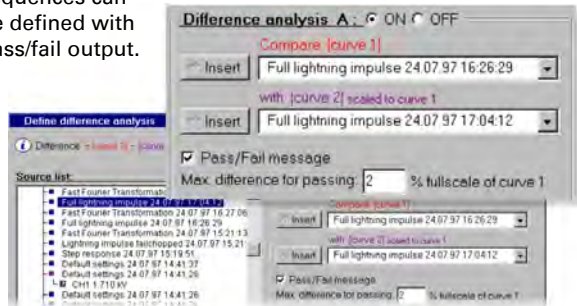 quences can
e defined with
ass/fail output.
Difference analysis A: ON OFF
Compare [curve 1]
Insert Full lightning impulse 24.07.97 16:26:29
with [curve 2] scaled to curve 1
Insert Full lightning impulse 24.07.97 17:04:12
Pass/Fail message
Max. difference for passing: 2 % fullscale of curve 1
Define difference analysis
Difference = [curve 1] - [curve
Source list:
Fast Fourier Transformatio
Full lightning impulse 24.07.97 17:04:12
Fast Fourier Transformation 24.07.97 16:27:06
Full lightning impulse 24.07.97 16:26
Fast Fourier Transformation 24.07.97 15:21:13
Lightning impulse tailchopped 24.07.97 15:21
Step response 24.07.97 15:19:51
Default settings 24.07.97 14:41:37
Default settings 24.07.97 14:41:26
CH1 1.710 kV
Default settings 24.07.97 14:41:26
Compare [curve 1]
Insert Full lightning impulse 24.07.97 16:26:29
with [curve 2] scaled to curve 1
Insert Full lightning impulse 24.07.97 17:04:12
Pass/Fail message
Max. difference for passing: 2 % fullscale of curve 1